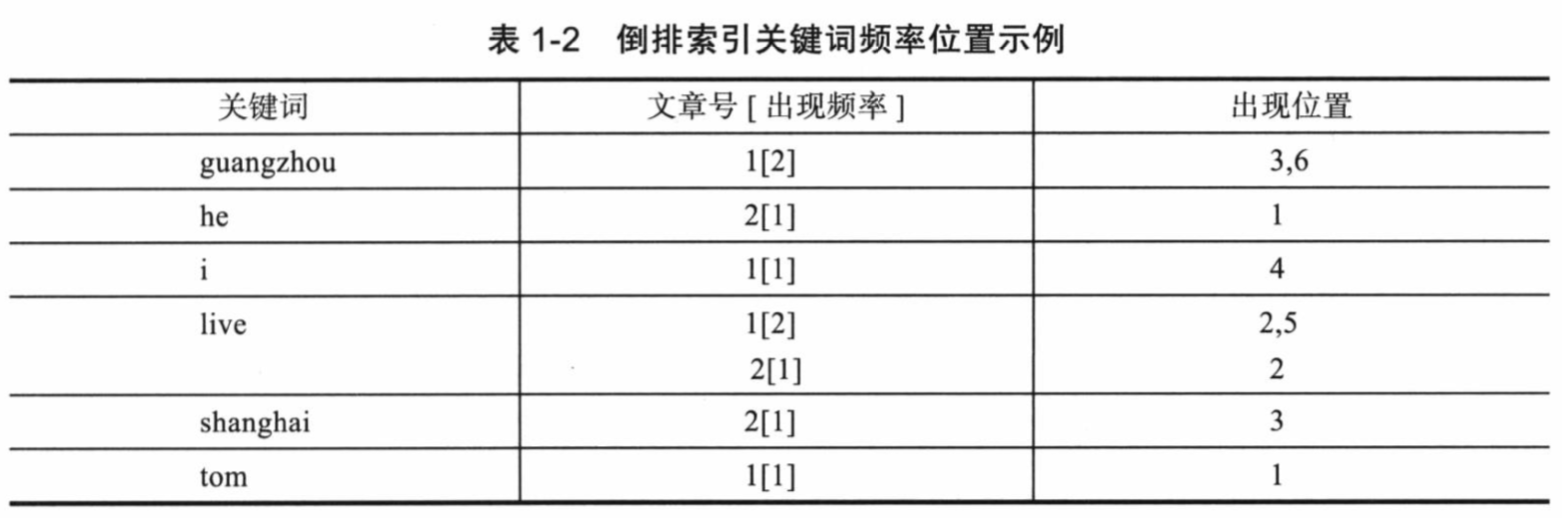 表 1-2 倒排索引关键词频率位置示例
关键词 文章号 [ 出现频率 ] 出现位置
guangzhou 1[2] 3,6
he 2[1] 1
i 1[1] 4
live 1[2] 2,5
2[1] 2
shanghai 2[1] 3
tom 1[1] 1